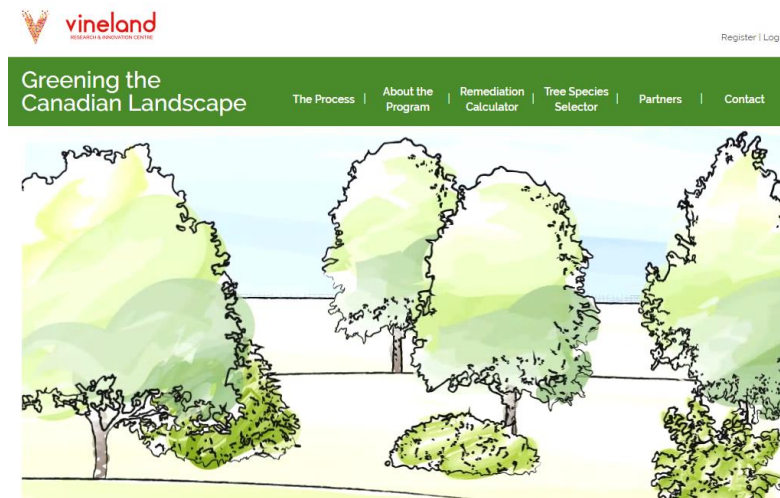 vineland
RESEARCH & INNOVATION CENTRE
Register | Log
Greening the
Canadian Landscape
The Process | About the Program | Remediation Calculator | Tree Species Selector | Partners | Contact